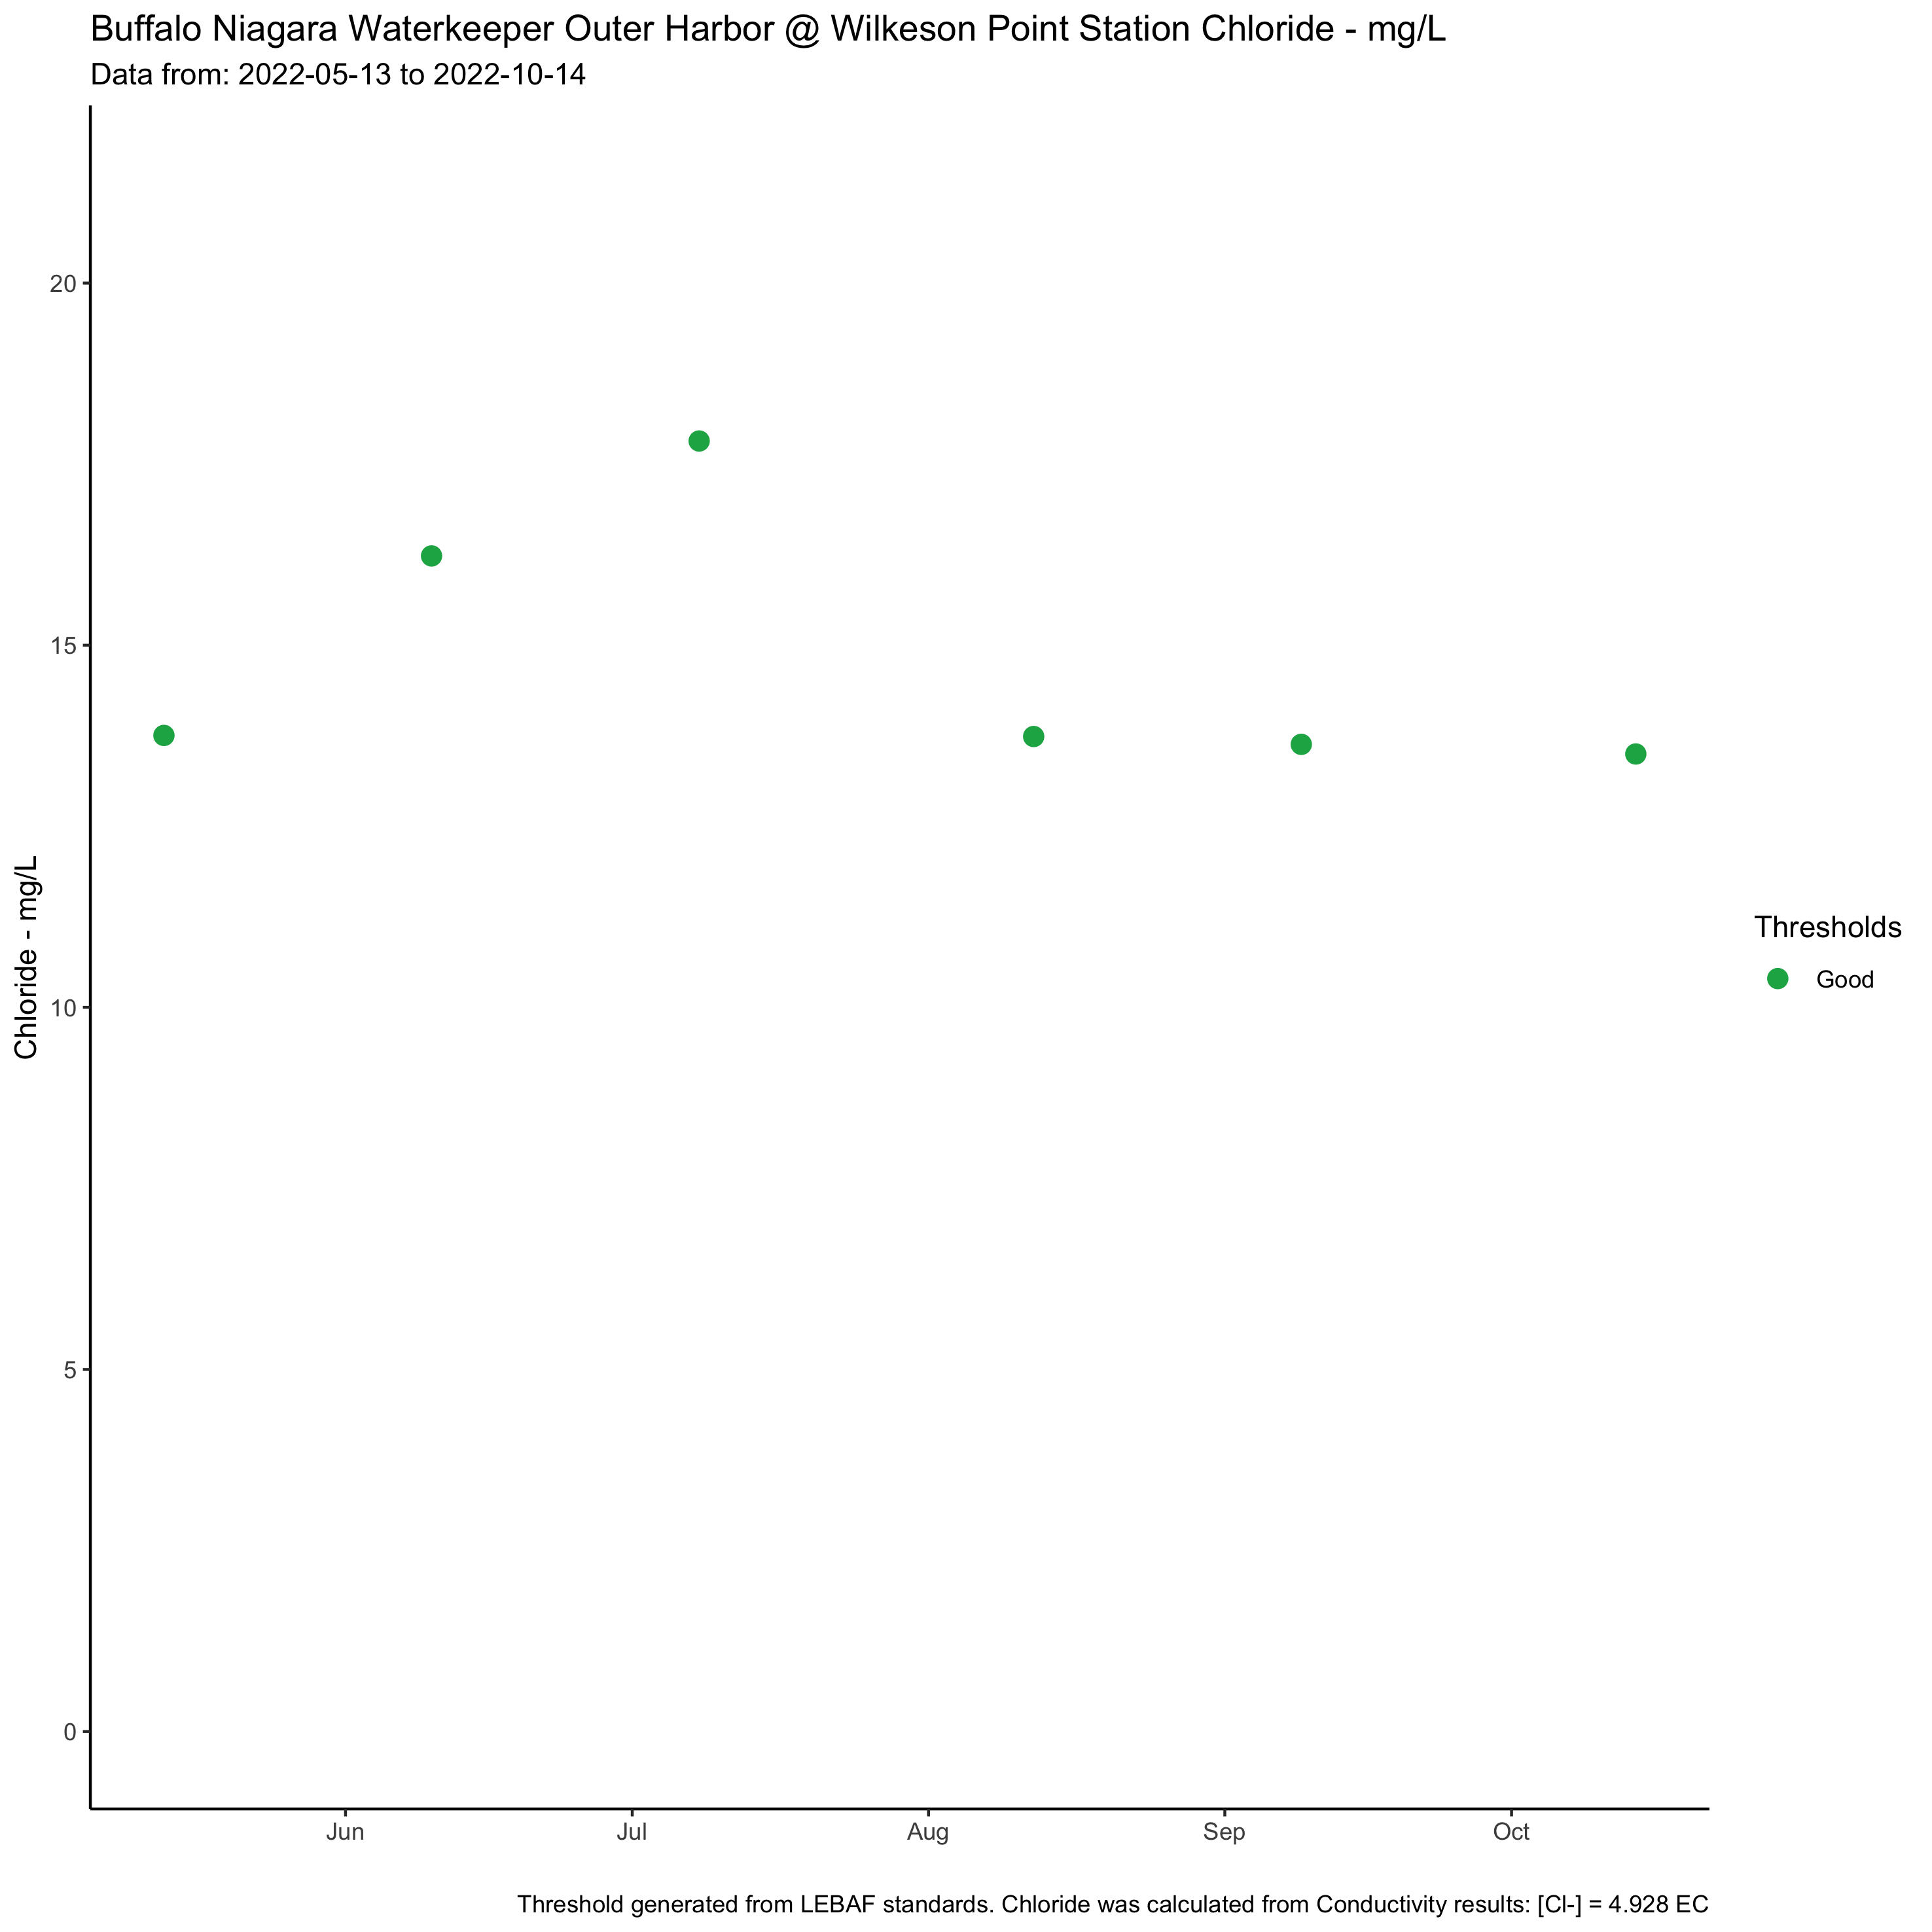 Buffalo Niagara Waterkeeper Outer Harbor @ Wilkeson Point Station Chloride - mg/L
Data from: 2022-05-13 to 2022-10-14
20
15
10
5
0
Chloride - mg/L
Jun Jul Aug Sep Oct
Thresholds
Good
Threshold generated from LEBAF standards. Chloride was calculated from Conductivity results: [Cl-] = 4.928 EC